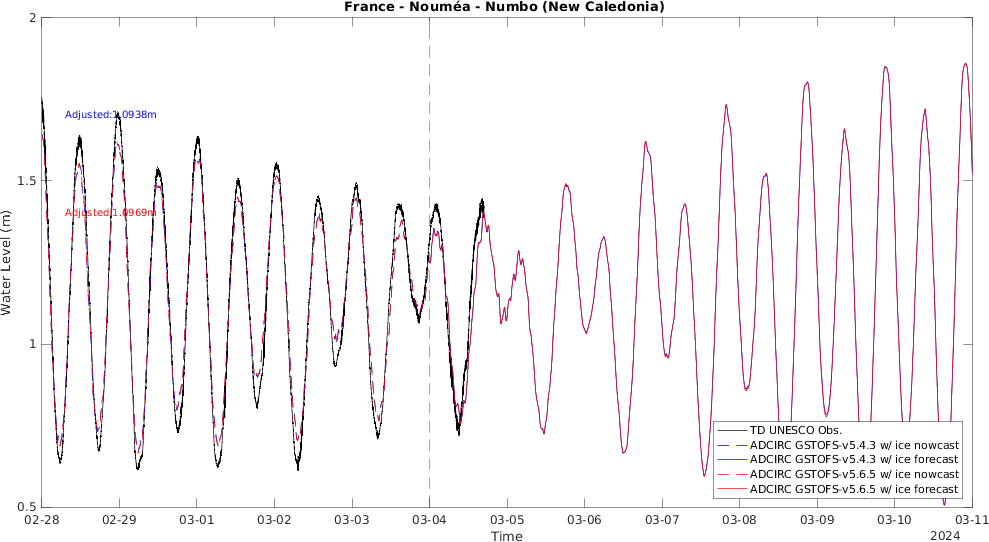 France - Nouméa - Numbo (New Caledonia)
2
1.5
1
0.5
Water Level (m)
Adjusted:1.0938m
Adjusted:1.0969m
TD UNESCO Obs.
ADCIRC GSTOFS-v5.4.3 w/ ice nowcast
ADCIRC GSTOFS-v5.4.3 w/ ice forecast
ADCIRC GSTOFS-v5.6.5 w/ ice nowcast
ADCIRC GSTOFS-v5.6.5 w/ ice forecast
02-28 02-29 03-01 03-02 03-03 03-04 03-05 03-06 03-07 03-08 03-09 03-10 03-11
Time
2024